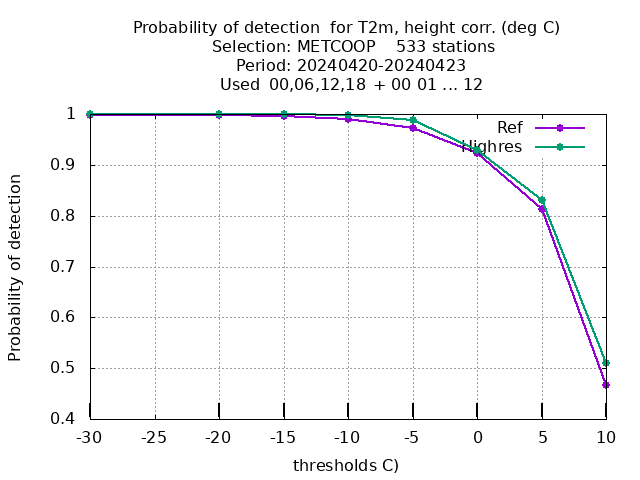 Probability of detection  for T2m, height corr. (deg C)
Selection: METCOOP    533 stations
Period: 20240420-20240423
Used  00,06,12,18  + 00 01 ... 12
Ref
Highres
Probability of detection
1
0.9
0.8
0.7
0.6
0.5
0.4
-30 -25 -20 -15 -10 -5 0 5 10
thresholds C)